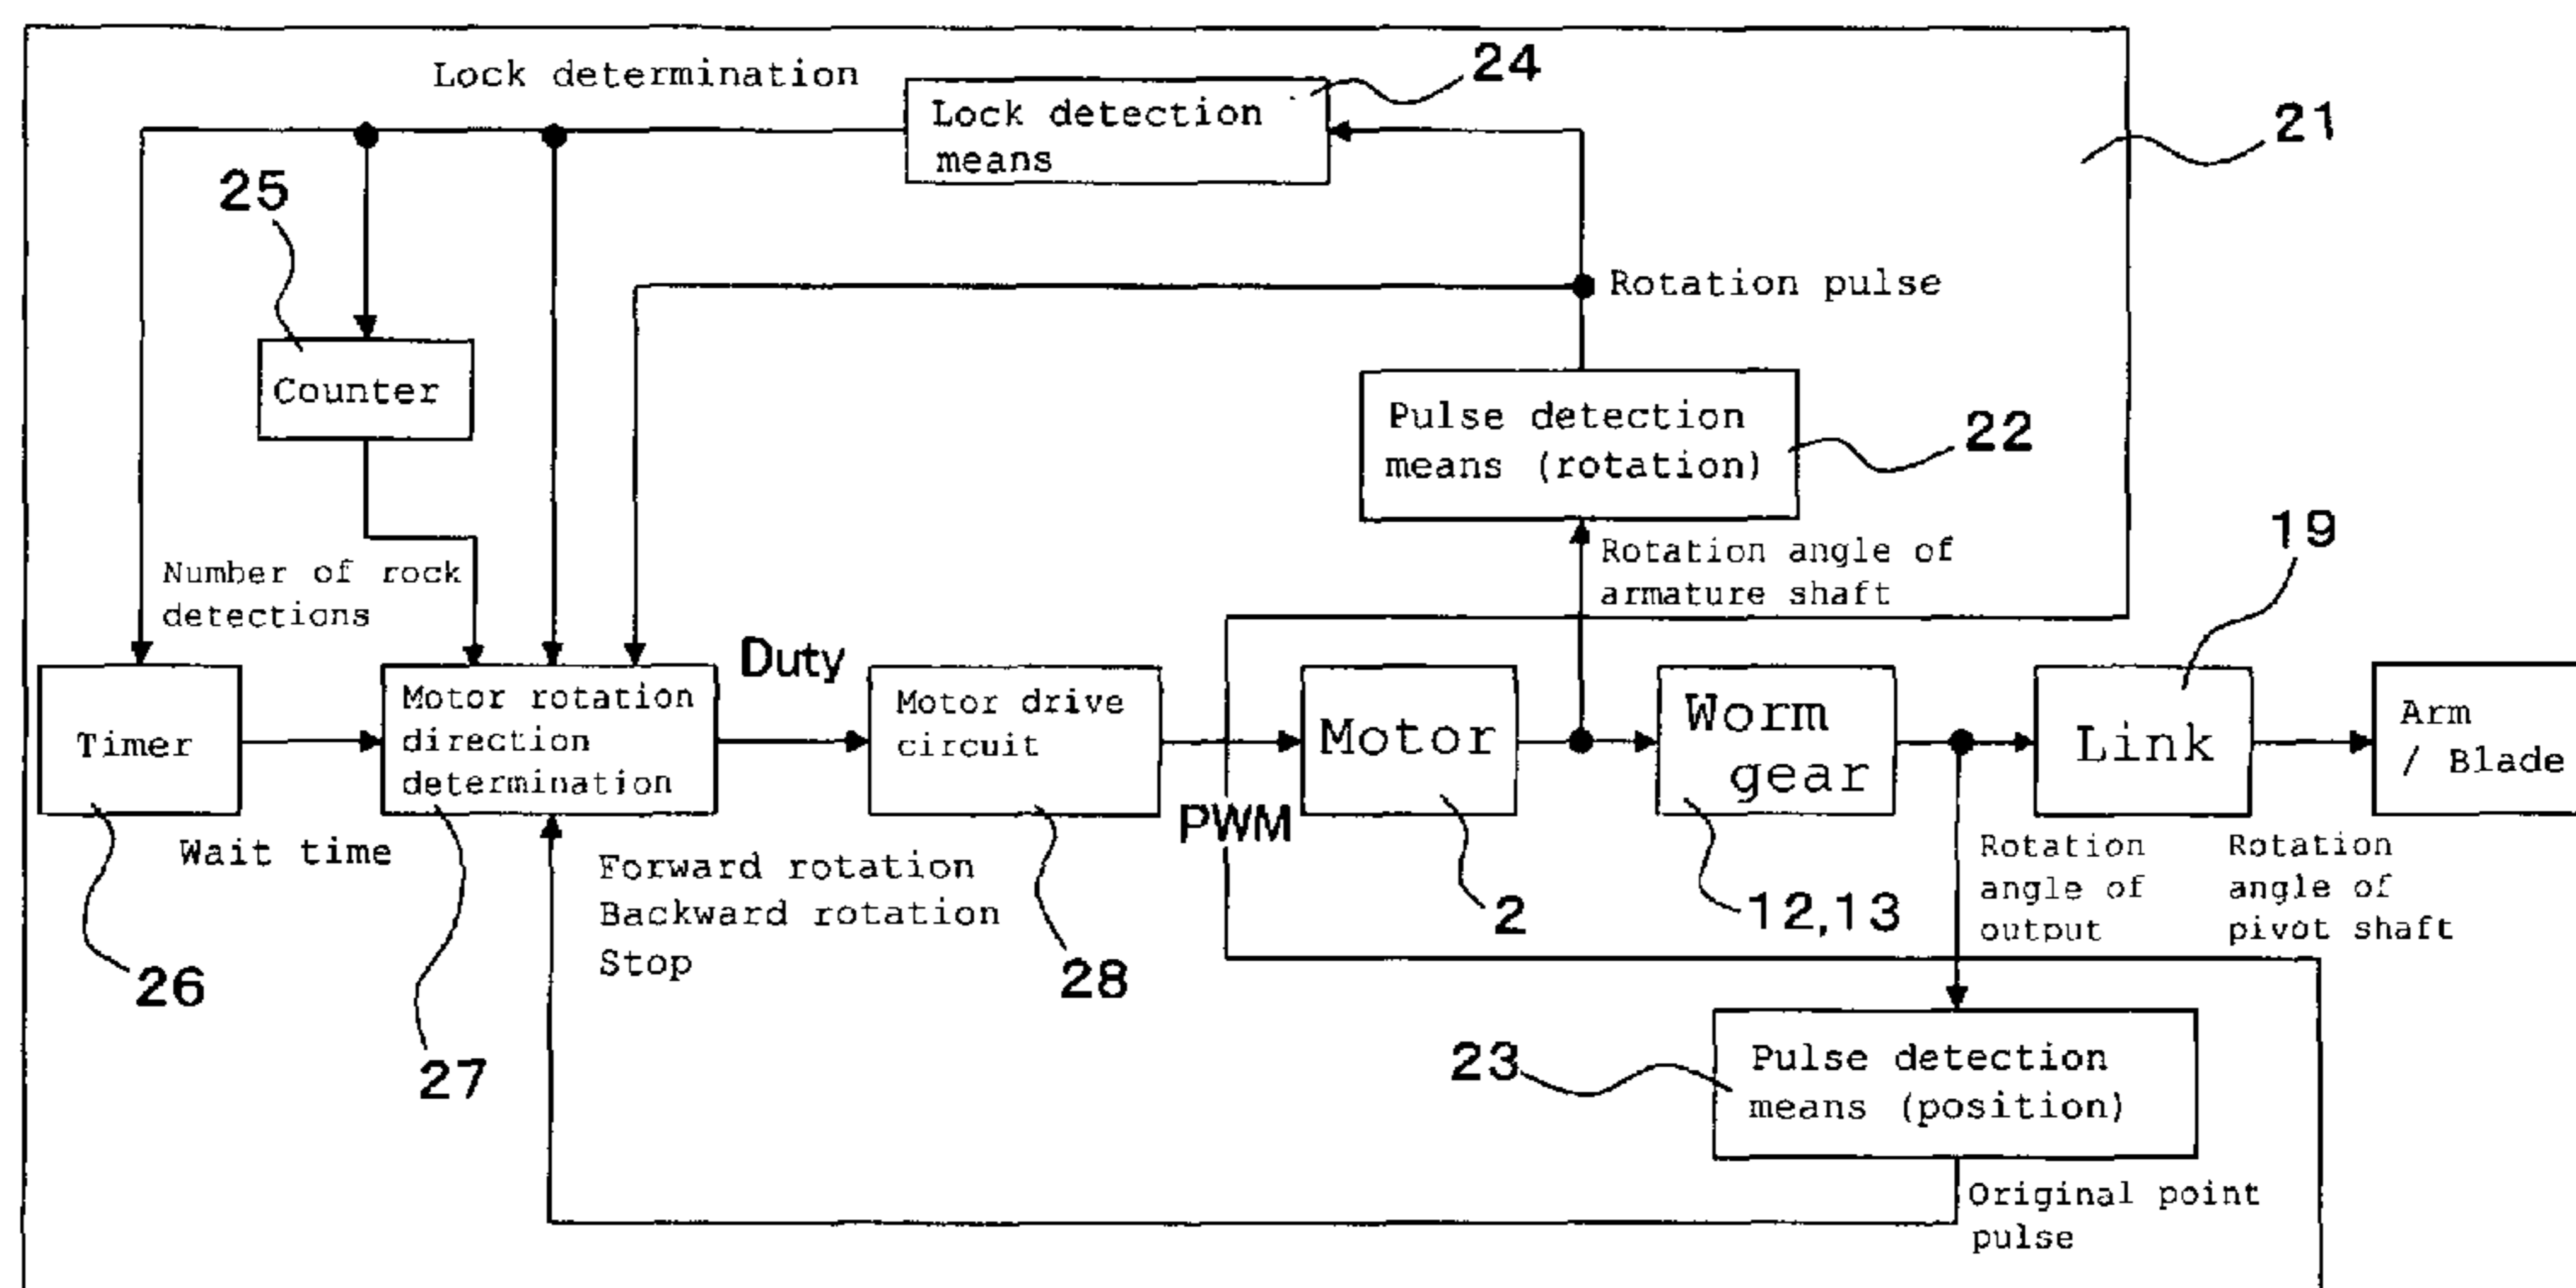 Lock determination
24
Lock detection
means
21
25
Rotation pulse
Counter
Pulse detection
means (rotation)
22
Rotation angle of
armature shaft
19
Number of rock
detections
Timer
Motor rotation
direction
determination
Duty
Motor drive
circuit
PWM
Motor
Worm
gear
Link
Arm
/ Blade
Wait time
26
27
Forward rotation
Backward rotation
Stop
28
2
12,13
Rotation
angle of
output
Rotation
angle of
pivot shaft
23
Pulse detection
means (position)
Original point
pulse